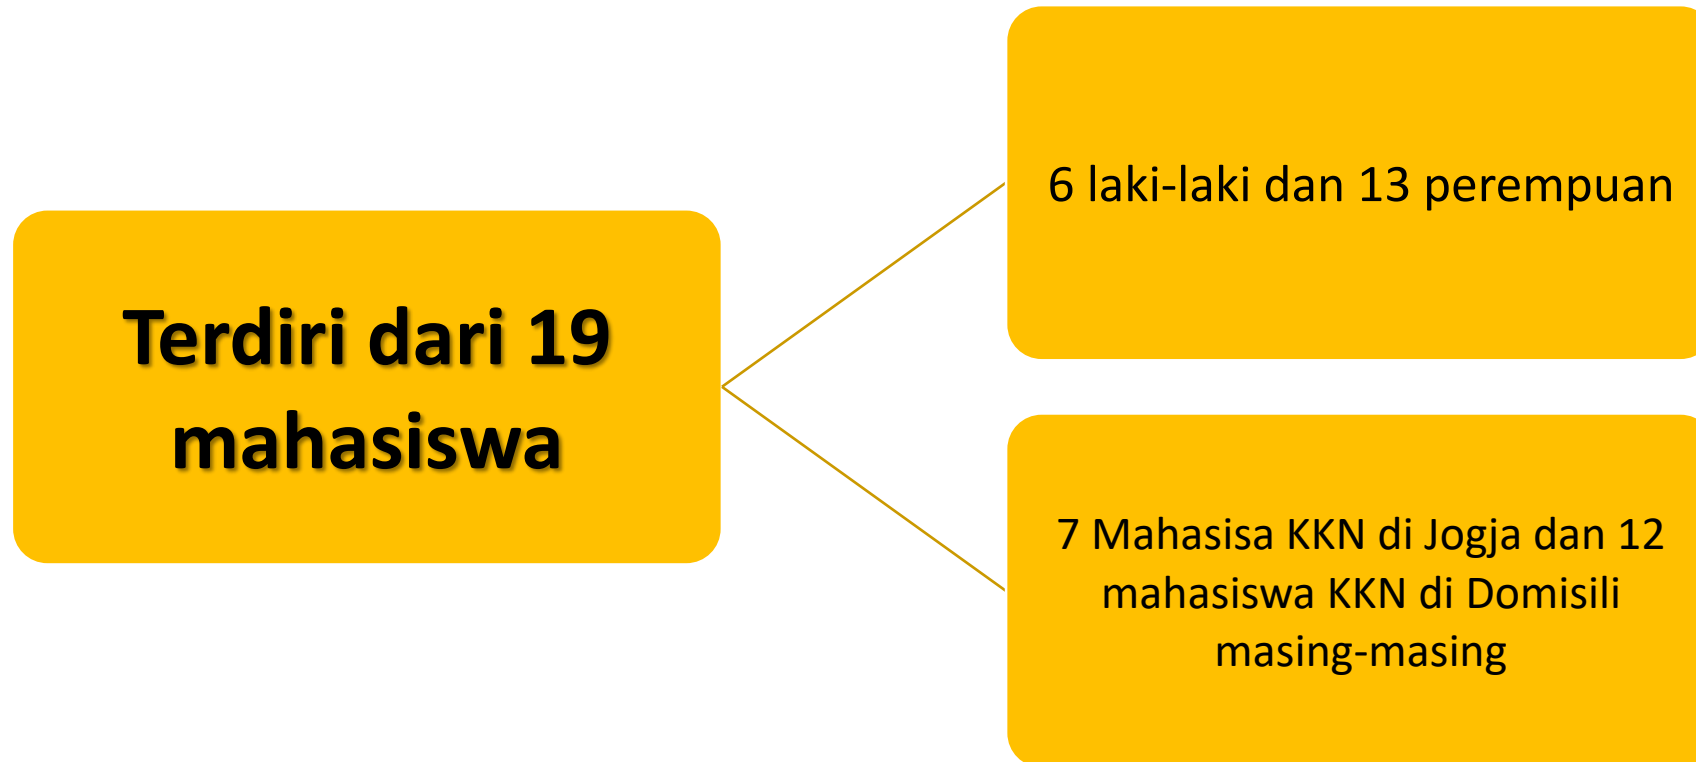 Terdiri dari 19
mahasiswa
6 laki-laki dan 13 perempuan
7 Mahasisa KKN di Jogja dan 12
mahasiswa KKN di Domisili
masing-masing